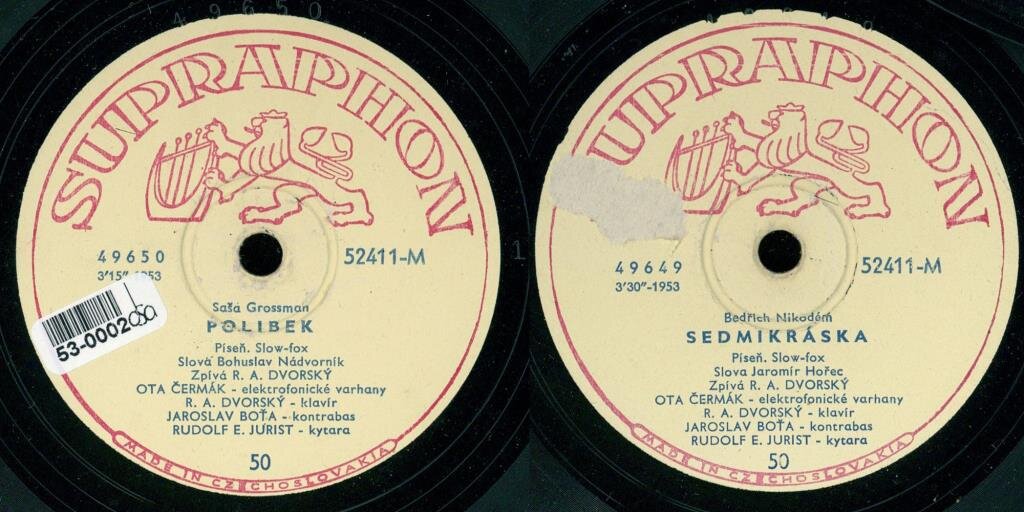 49650
SUPRAPHON
49650
52411-M
3'15"
53
53-0002
Saša Grossman
POLIBEK
Píseň. Slow-fox
Slova Bohuslav Nádvorník
Zpívá R. A. DVORSKÝ
OTA ČERMÁK - elektrofonické varhany
R. A. DVORSKÝ - klavír
JAROSLAV BOŤA - kontrabas
RUDOLF E. JURIST - kytara
50
MADE IN CZECHOSLOVAKIA
1
UPRAPHON
49649
52411-M
3'30"-1953
Bedřich Nikodém
SEDMIKRÁSKA
Píseň. Slow-fox
Slova Jaromír Hořec
Zpívá R. A. DVORSKÝ
OTA ČERMÁK - elektrofonické varhany
R. A. DVORSKÝ - klavír
JAROSLAV BOŤA - kontrabas
RUDOLF E. JURIST - kytara
50
MADE IN CZECHOSLOVAKIA